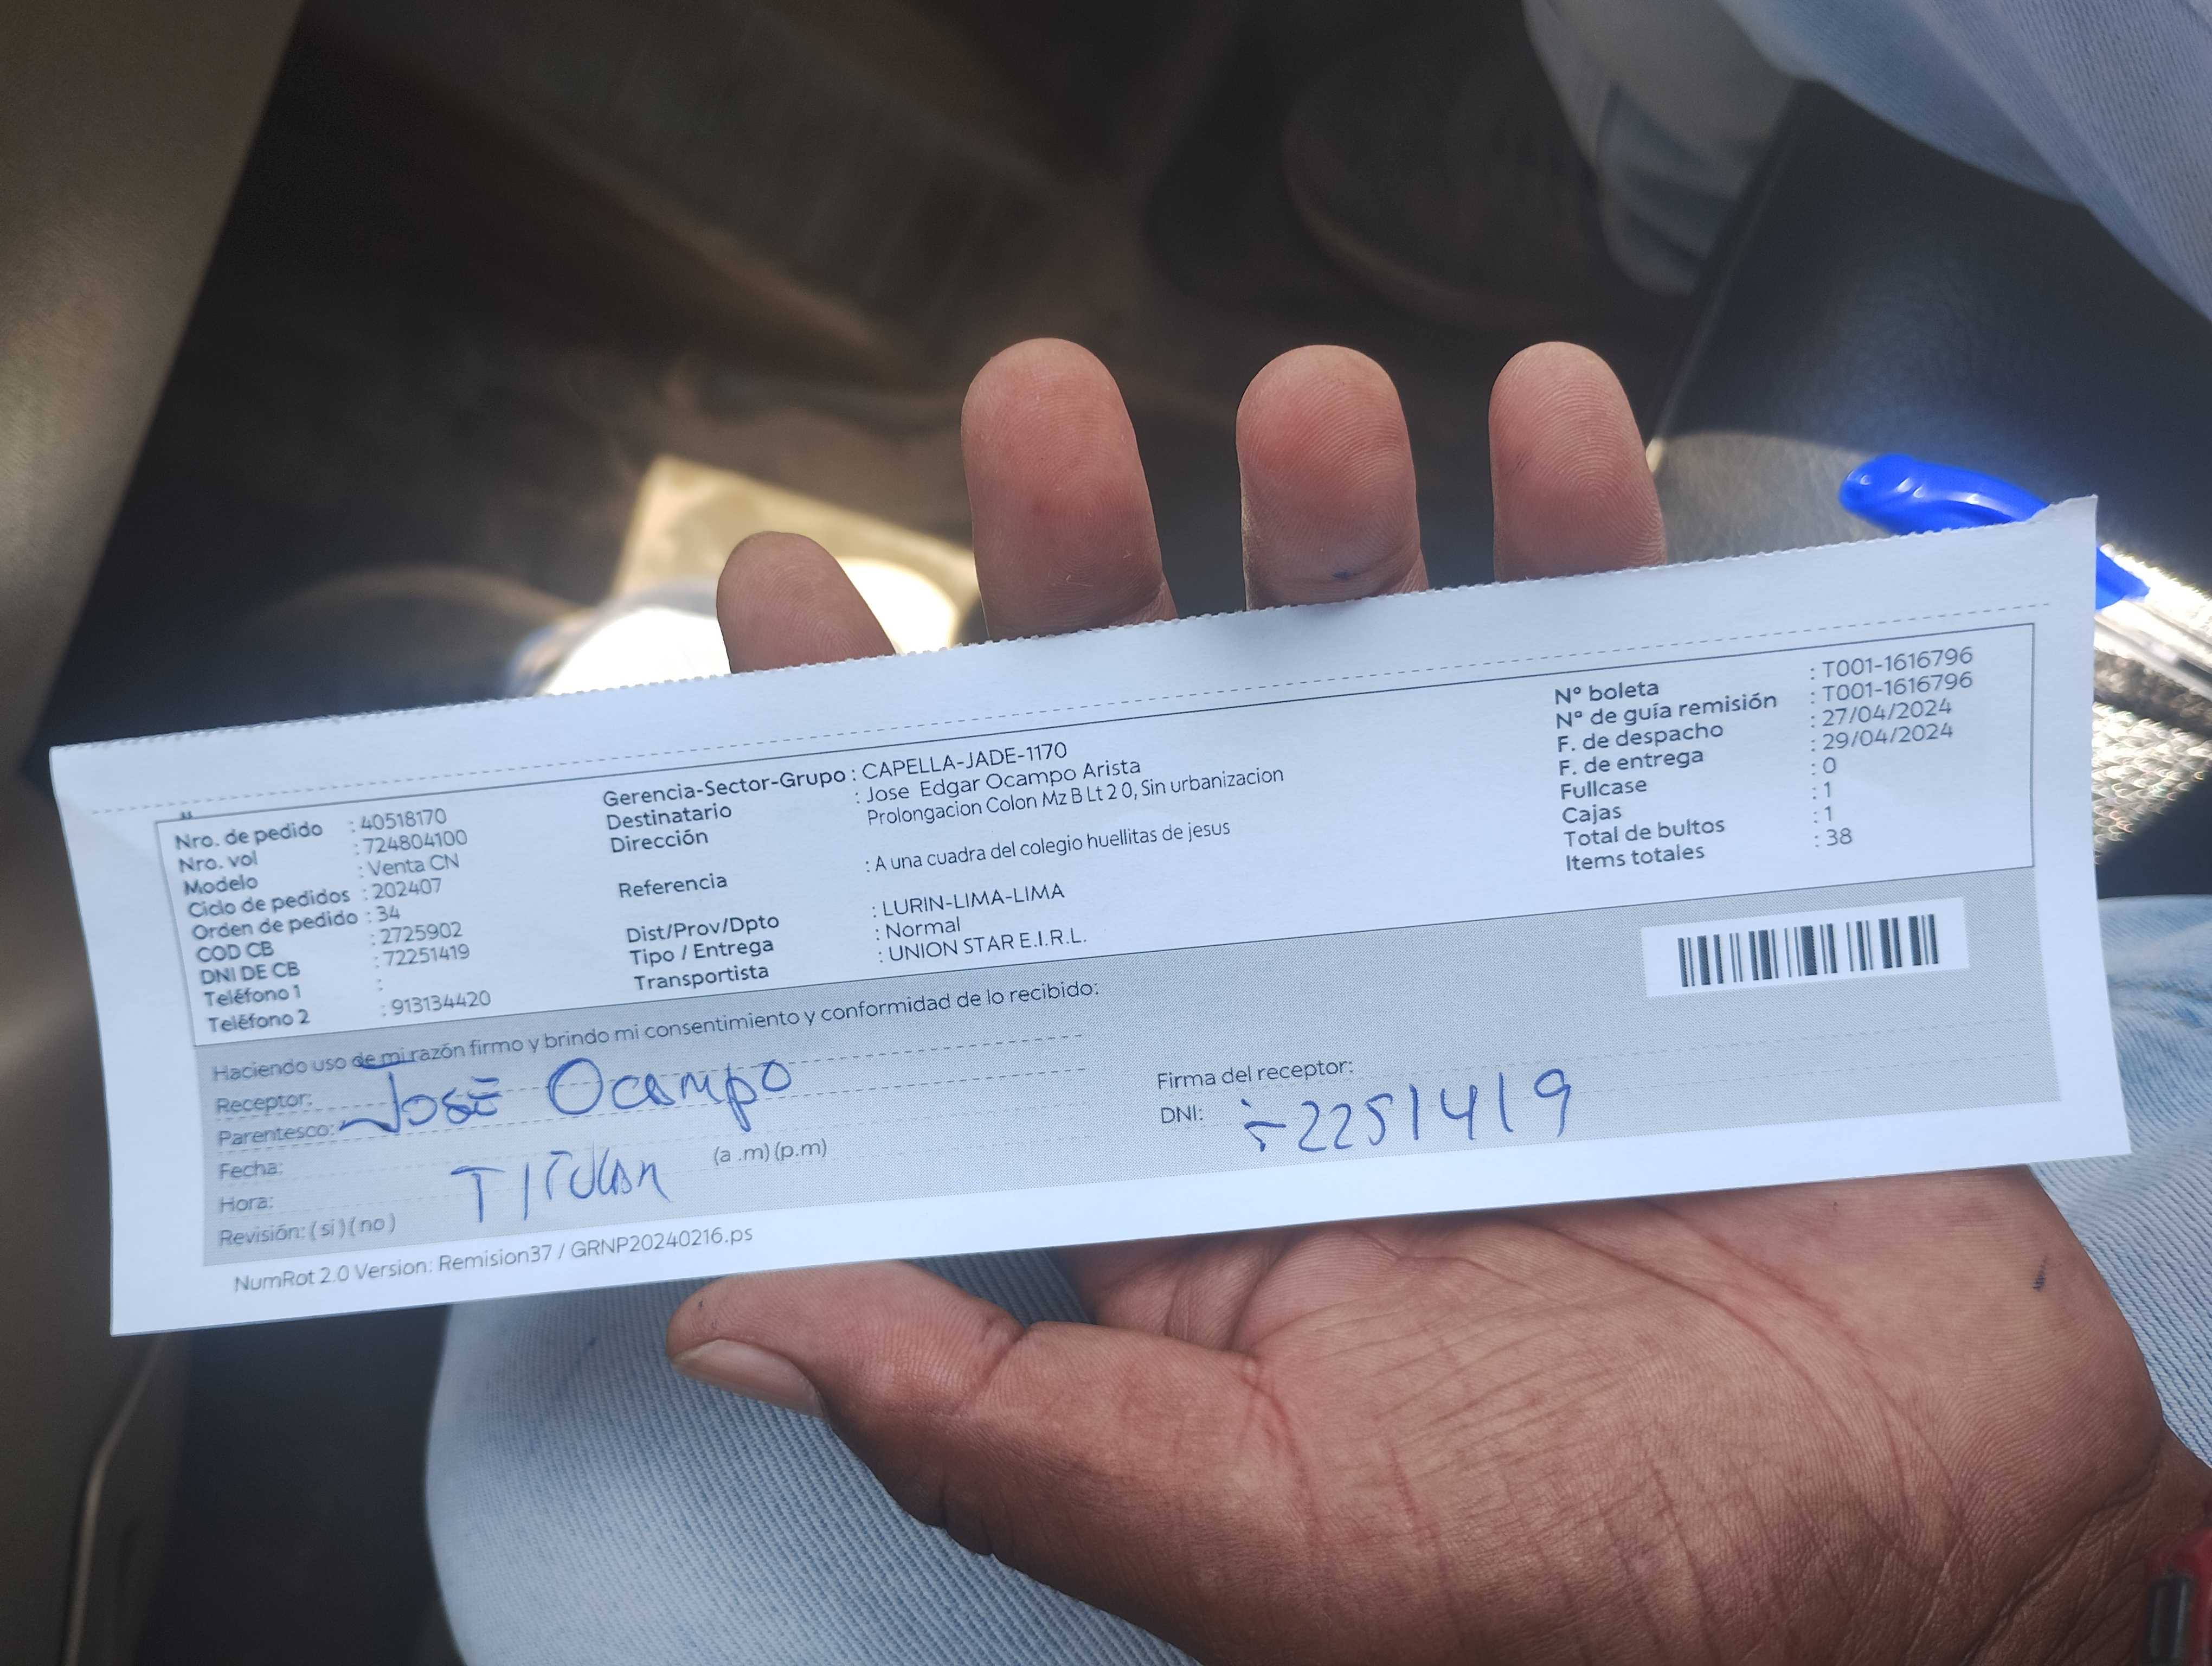 Nro. de pedido : 40518170
Nro. vol : 724804100
Modelo : Venta CN
Ciclo de pedidos : 202407
Orden de pedido : 34
COD CB : 2725902
DNI DE CB : 72251419
Teléfono 1 :
Teléfono 2 : 913134420
Gerencia-Sector-Grupo : CAPELLA-JADE-1170
Destinatario : Jose Edgar Ocampo Arista
Dirección Prolongacion Colon Mz B Lt 2 0, Sin urbanizacion
Referencia : A una cuadra del colegio huellitas de jesus
Dist/Prov/Dpto : LURIN-LIMA-LIMA
Tipo / Entrega : Normal
Transportista : UNION STAR E.I.R.L.
N° boleta : T001-1616796
N° de guía remisión : T001-1616796
F. de despacho : 27/04/2024
F. de entrega : 29/04/2024
Fullcase : 0
Cajas : 1
Total de bultos : 1
Items totales : 38
Haciendo uso de mi razón firmo y brindo mi consentimiento y conformidad de lo recibido:
Receptor: JOSE Ocampo
Parentesco:
Fecha: TITULAR
Hora: (a .m) (p.m)
Revisión: ( si ) ( no )
Firma del receptor:
DNI: 72251419
NumRot 2.0 Version: Remision37 / GRNP20240216.ps